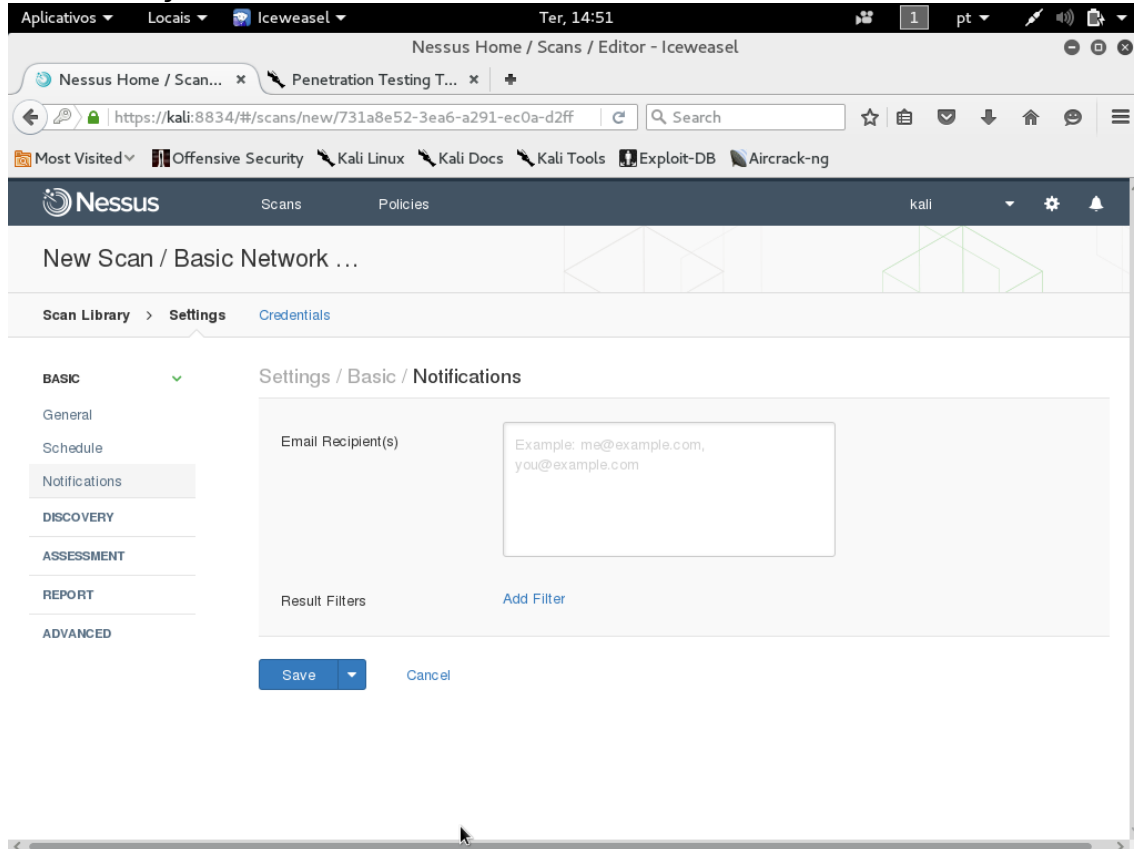 Aplicativos Locais Iceweasel Ter, 14:51 1 pt
Nessus Home / Scans / Editor - Iceweasel
Nessus Home / Scan... Penetration Testing T...
https://kali:8834/#/scans/new/731a8e52-3ea6-a291-ec0a-d2ff Search
Most Visited Offensive Security Kali Linux Kali Docs Kali Tools Exploit-DB Aircrack-ng
Nessus Scans Policies kali
New Scan / Basic Network ...
Scan Library > Settings Credentials
BASIC Settings / Basic / Notifications
General
Email Recipient(s) Example: me@example.com,
you@example.com
Schedule
Notifications
DISCOVERY
ASSESSMENT
REPORT
Result Filters Add Filter
ADVANCED
Save Cancel